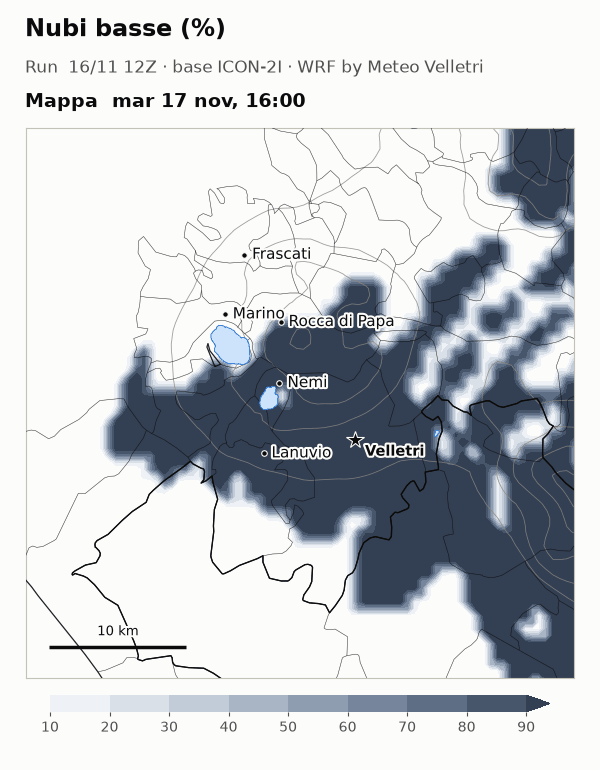 Nubi basse (%)
Run  16/11 12Z · base ICON-2I · WRF by Meteo Velletri
Mappa  mar 17 nov, 16:00
Frascati
Marino
Rocca di Papa
Nemi
Velletri
Lanuvio
10 km
10 20 30 40 50 60 70 80 90